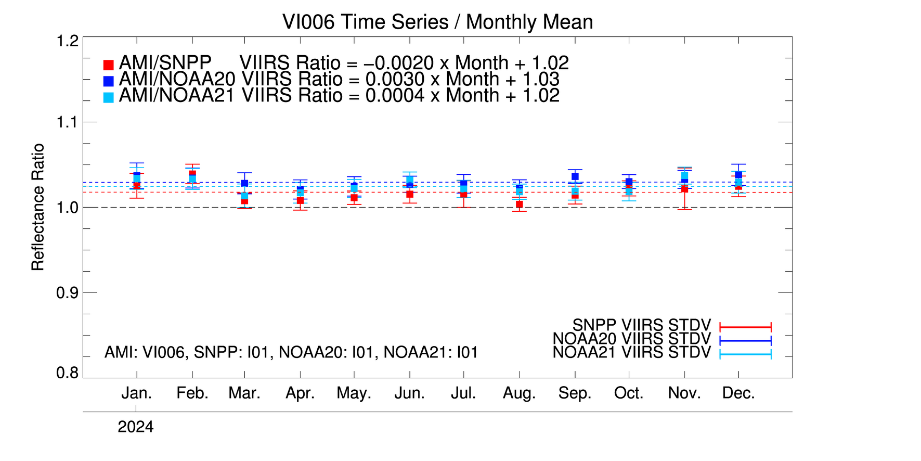 VI006 Time Series / Monthly Mean
1.2
AMI/SNPP VIIRS Ratio = −0.0020 x Month + 1.02
AMI/NOAA20 VIIRS Ratio = 0.0030 x Month + 1.03
AMI/NOAA21 VIIRS Ratio = 0.0004 x Month + 1.02
1.1
Reflectance Ratio
1.0
0.9
SNPP VIIRS STDV
NOAA20 VIIRS STDV
NOAA21 VIIRS STDV
AMI: VI006, SNPP: I01, NOAA20: I01, NOAA21: I01
0.8
Jan. Feb. Mar. Apr. May. Jun. Jul. Aug. Sep. Oct. Nov. Dec.
2024